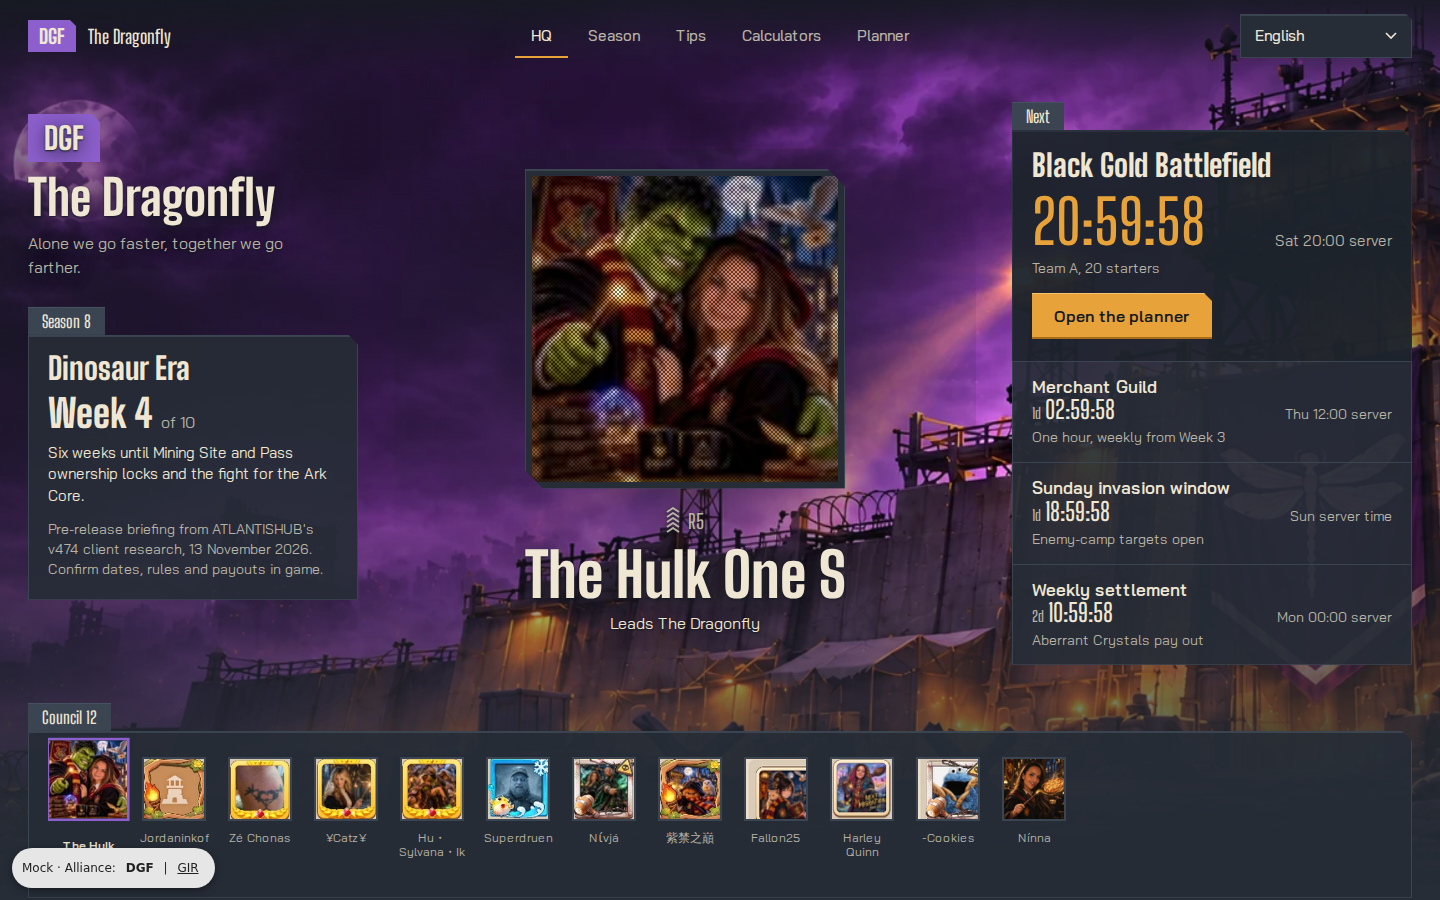 DGF The Dragonfly
HQ Season Tips Calculators Planner
English
DGF
The Dragonfly
Alone we go faster, together we go
farther.
Season 8
Dinosaur Era
Week 4 of 10
Six weeks until Mining Site and Pass
ownership locks and the fight for the Ark
Core.
Pre-release briefing from ATLANTISHUB's
v474 client research, 13 November 2026.
Confirm dates, rules and payouts in game.
R5
The Hulk One S
Leads The Dragonfly
Next
Black Gold Battlefield
20:59:58 Sat 20:00 server
Team A, 20 starters
Open the planner
Merchant Guild
1d 02:59:58 Thu 12:00 server
One hour, weekly from Week 3
Sunday invasion window
1d 18:59:58 Sun server time
Enemy-camp targets open
Weekly settlement
2d 10:59:58 Mon 00:00 server
Aberrant Crystals pay out
Council 12
The Hulk
Jordaninkof
Zé Chonas
¥Catz¥
Hu・
Sylvana・Ik
Superdruen
Nἶvjá
紫禁之巔
Fallon25
Harley
Quinn
-Cookies
Nínna
Mock · Alliance: DGF | GIR